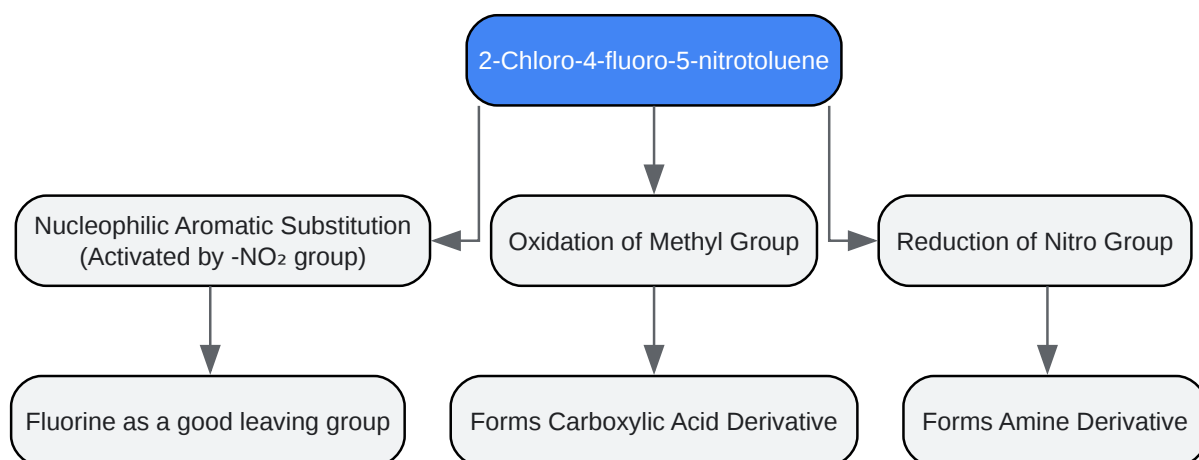 2-Chloro-4-fluoro-5-nitrotoluene
Nucleophilic Aromatic Substitution
(Activated by -NO₂ group)
Oxidation of Methyl Group
Reduction of Nitro Group
Fluorine as a good leaving group
Forms Carboxylic Acid Derivative
Forms Amine Derivative